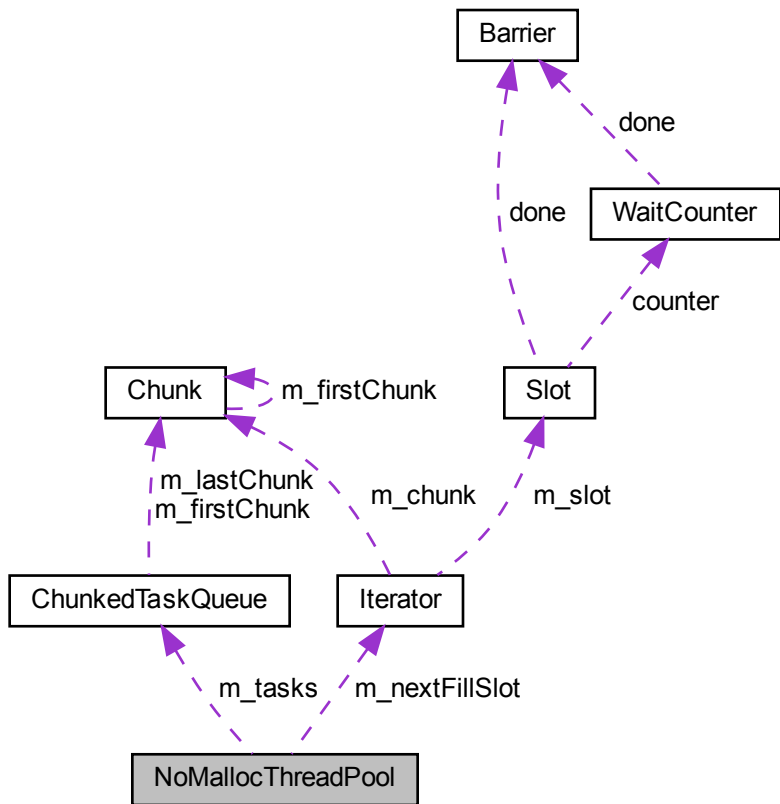 Barrier
done
WaitCounter
done
counter
Chunk
m_firstChunk
Slot
m_lastChunk
m_firstChunk
m_chunk
m_slot
ChunkedTaskQueue
Iterator
m_tasks
m_nextFillSlot
NoMallocThreadPool